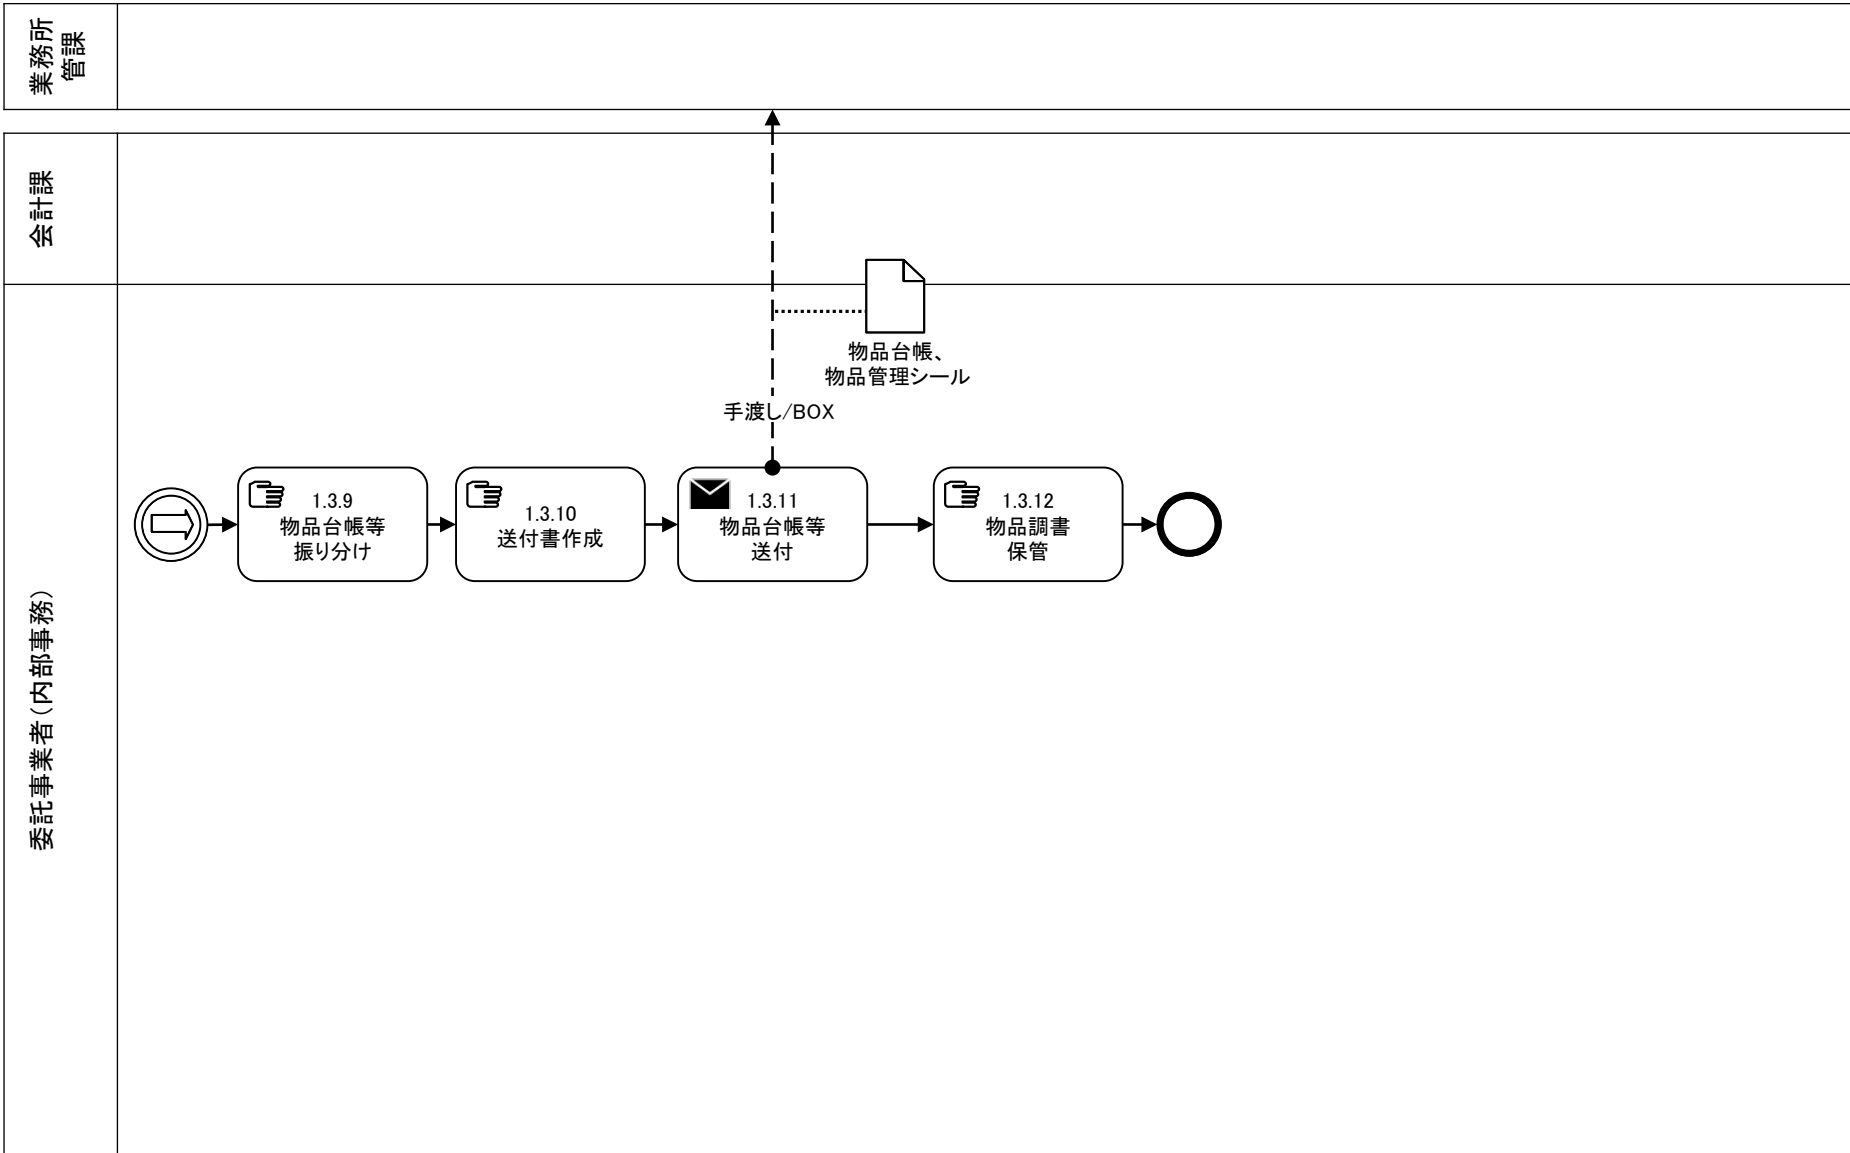 業務所
管課
会計課
物品台帳、
物品管理シール
手渡し/BOX
委託事業者(内部事務)
1.3.9
物品台帳等
振り分け
1.3.10
送付書作成
1.3.11
物品台帳等
送付
1.3.12
物品調書
保管